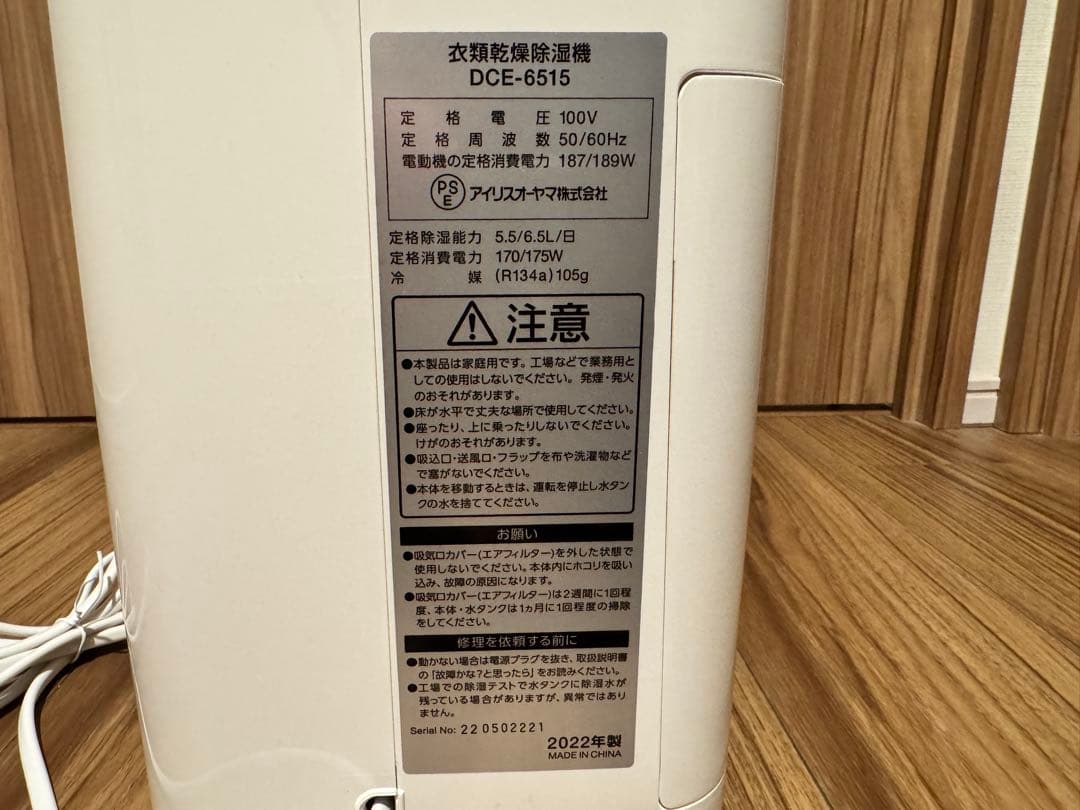 衣類乾燥除湿機
DCE-6515
定格電圧 100V
定格周波数 50/60Hz
電動機の定格消費電力 187/189W
PSE アイリスオーヤマ株式会社
定格除湿能力 5.5/6.5L/日
定格消費電力 170/175W
冷媒 (R134a)105g
注意
●本製品は家庭用です。工場などで業務用と
しての使用はしないでください。発煙・発火
のおそれがあります。
●床が水平で丈夫な場所で使用してください。
●座ったり、上に乗ったりしないでください。
けがのおそれがあります。
●吸込口・送風口・フラップを布や洗濯物など
で塞がないでください。
●本体を移動するときは、運転を停止し水タン
クの水を捨ててください。
お願い
●吸気口カバー(エアフィルター)を外した状態で
使用しないでください。本体内にホコリを吸い
込み、故障の原因になります。
●吸気口カバー(エアフィルター)は2週間に1回程
度、本体・水タンクは1ヵ月に1回程度の掃除
をしてください。
修理を依頼する前に
●動かない場合は電源プラグを抜き、取扱説明書
の「故障かな?と思ったら」をお読みください。
●工場での除湿テストで水タンクに除湿水が
残っている場合がありますが、異常ではあり
ません。
Serial No: 22 0502221
2022年製
MADE IN CHINA